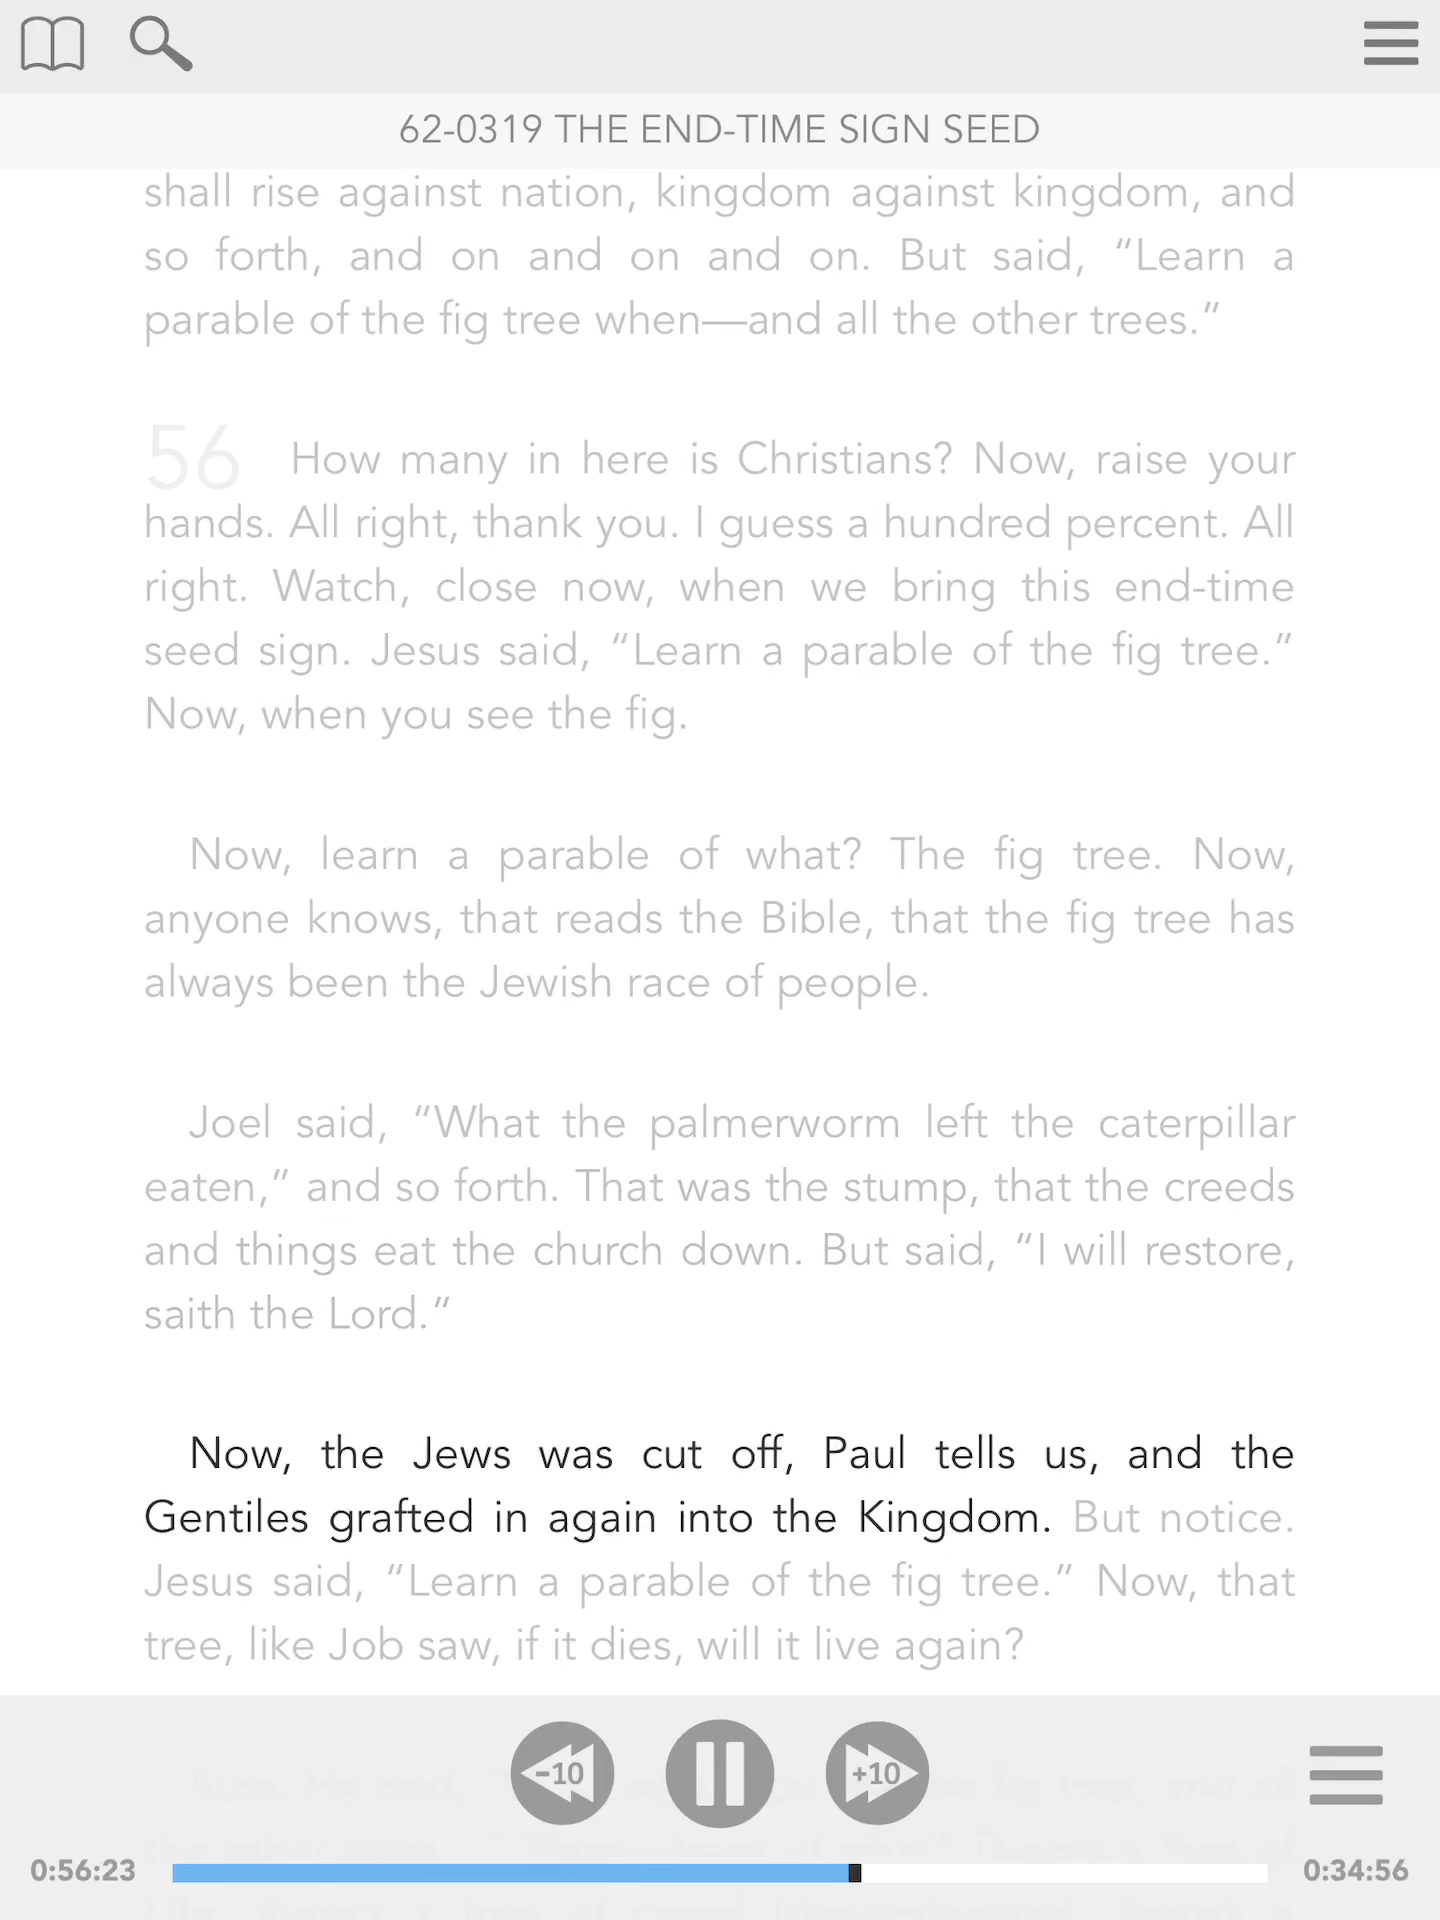 62-0319 THE END-TIME SIGN SEED
shall rise against nation, kingdom against kingdom, and
so forth, and on and on and on. But said, “Learn a
parable of the fig tree when—and all the other trees.”
56 How many in here is Christians? Now, raise your
hands. All right, thank you. I guess a hundred percent. All
right. Watch, close now, when we bring this end-time
seed sign. Jesus said, “Learn a parable of the fig tree.”
Now, when you see the fig.
Now, learn a parable of what? The fig tree. Now,
anyone knows, that reads the Bible, that the fig tree has
always been the Jewish race of people.
Joel said, “What the palmerworm left the caterpillar
eaten,” and so forth. That was the stump, that the creeds
and things eat the church down. But said, “I will restore,
saith the Lord.”
Now, the Jews was cut off, Paul tells us, and the
Gentiles grafted in again into the Kingdom. But notice.
Jesus said, “Learn a parable of the fig tree.” Now, that
tree, like Job saw, if it dies, will it live again?
-10 +10
0:56:23 0:34:56